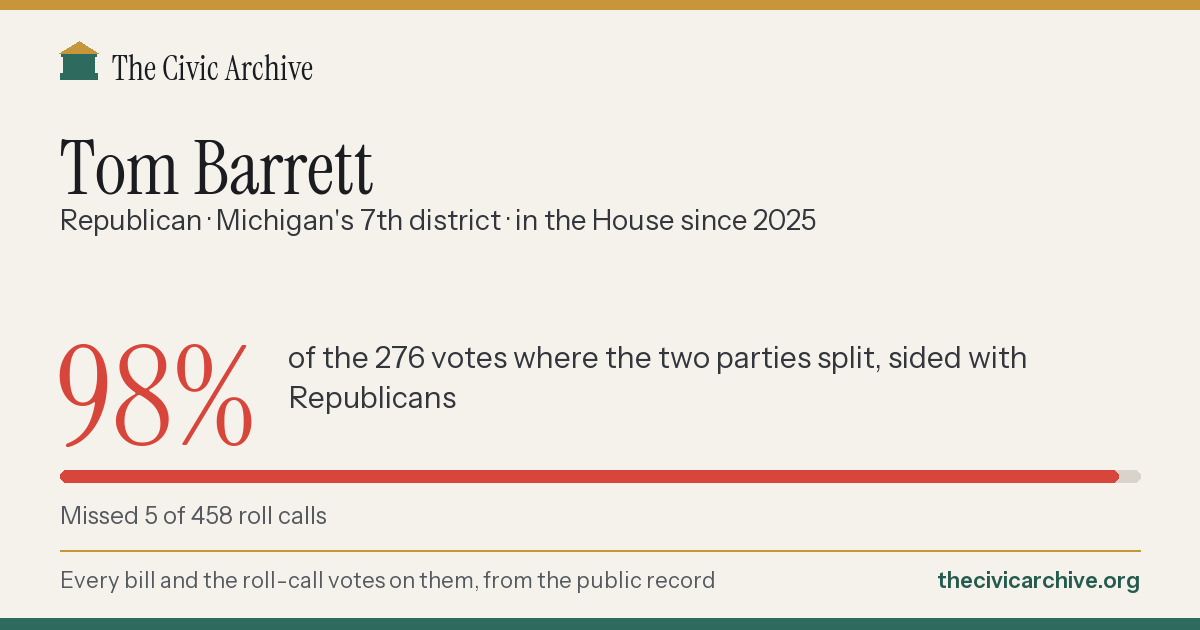 The Civic Archive
Tom Barrett
Republican · Michigan's 7th district · in the House since 2025
98%
of the 276 votes where the two parties split, sided with
Republicans
Missed 5 of 458 roll calls
Every bill and the roll-call votes on them, from the public record
thecivicarchive.org